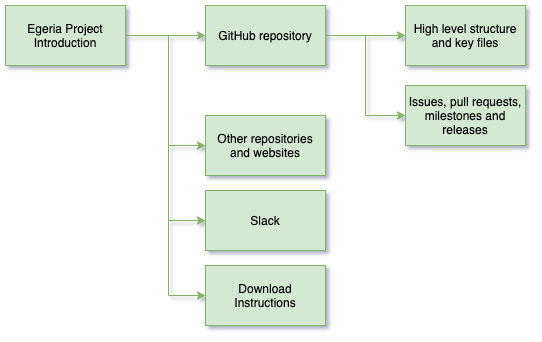 Egeria Project
Introduction
GitHub repository
High level structure
and key files
Issues, pull requests,
milestones and
releases
Other repositories
and websites
Slack
Download
Instructions